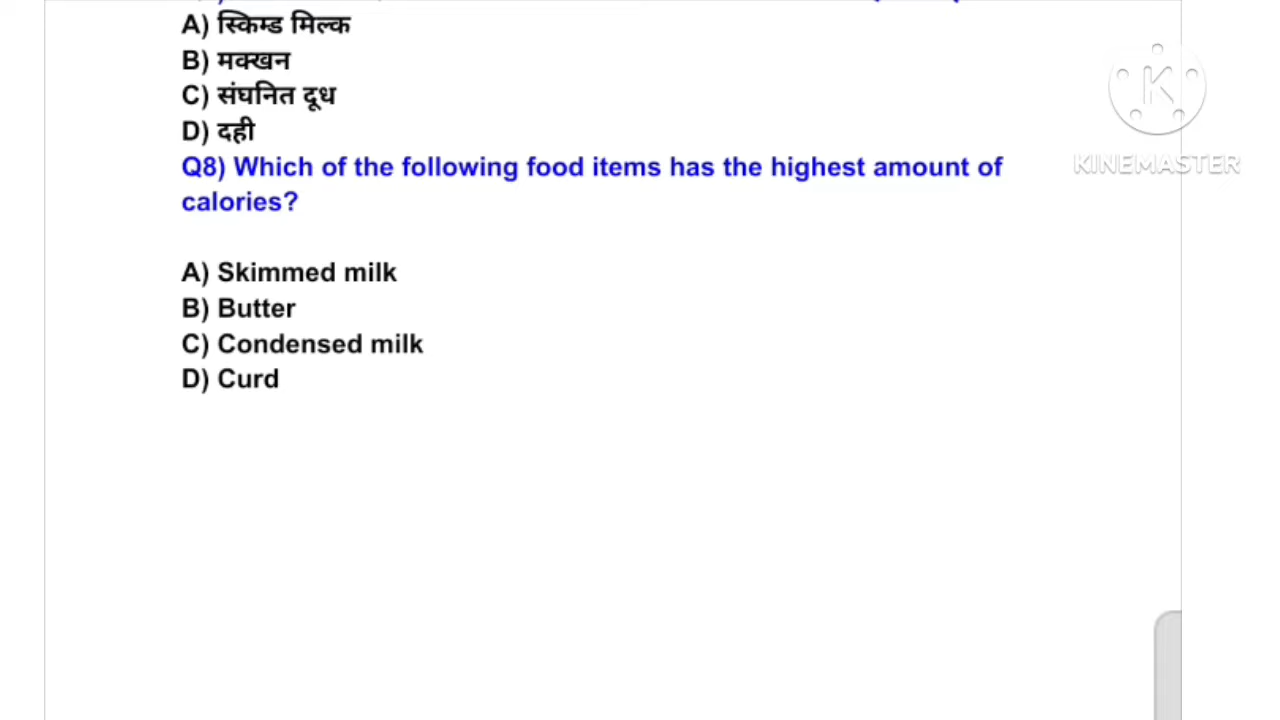 A) स्किम्ड मिल्क
B) मक्खन
C) संघनित दूध
D) दही
Q8) Which of the following food items has the highest amount of
calories?
A) Skimmed milk
B) Butter
C) Condensed milk
D) Curd
K
KINEMASTER